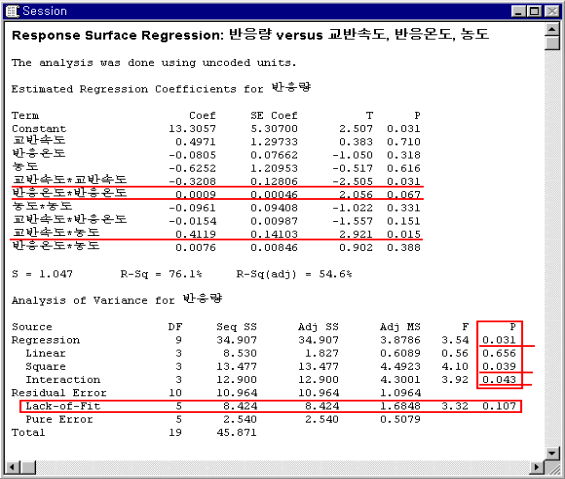 Session
Response Surface Regression: 반응량 versus 교반속도, 반응온도, 농도
The analysis was done using uncoded units.
Estimated Regression Coefficients for 반응량
Term Coef SE Coef T P
Constant 13.3057 5.30700 2.507 0.031
교반속도 0.4971 1.29733 0.383 0.710
반응온도 -0.0805 0.07662 -1.050 0.318
농도 -0.6252 1.20953 -0.517 0.616
교반속도*교반속도 -0.3208 0.12806 -2.505 0.031
반응온도*반응온도 0.0009 0.00046 2.056 0.067
농도*농도 -0.0961 0.09408 -1.022 0.331
교반속도*반응온도 -0.0154 0.00987 -1.557 0.151
교반속도*농도 0.4119 0.14103 2.921 0.015
반응온도*농도 0.0076 0.00846 0.902 0.388
S = 1.047 R-Sq = 76.1% R-Sq(adj) = 54.6%
Analysis of Variance for 반응량
Source DF Seq SS Adj SS Adj MS F P
Regression 9 34.907 34.907 3.8786 3.54 0.031
Linear 3 8.530 1.827 0.6089 0.56 0.656
Square 3 13.477 13.477 4.4923 4.10 0.039
Interaction 3 12.900 12.900 4.3001 3.92 0.043
Residual Error 10 10.964 10.964 1.0964
Lack-of-Fit 5 8.424 8.424 1.6848 3.32 0.107
Pure Error 5 2.540 2.540 0.5079
Total 19 45.871